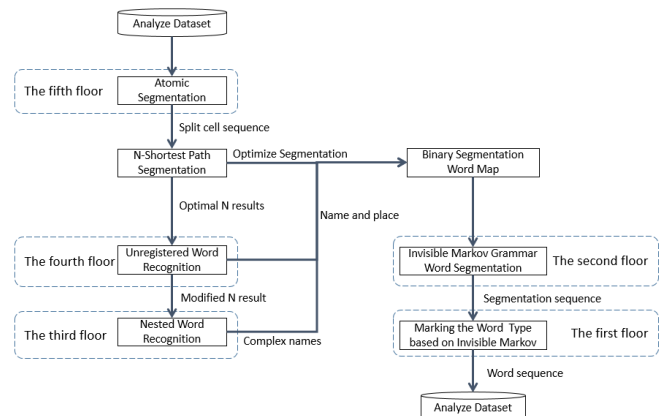 Analyze Dataset
The fifth floor
Atomic
Segmentation
Split cell sequence
N-Shortest Path
Segmentation
Optimize Segmentation
Binary Segmentation
Word Map
Optimal N results
Name and place
The fourth floor
Unregistered Word
Recognition
Invisible Markov Grammar
Word Segmentation
The second floor
Modified N result
Segmentation sequence
The third floor
Nested Word
Recognition
Complex names
Marking the Word Type
based on Invisible Markov
The first floor
Word sequence
Analyze Dataset